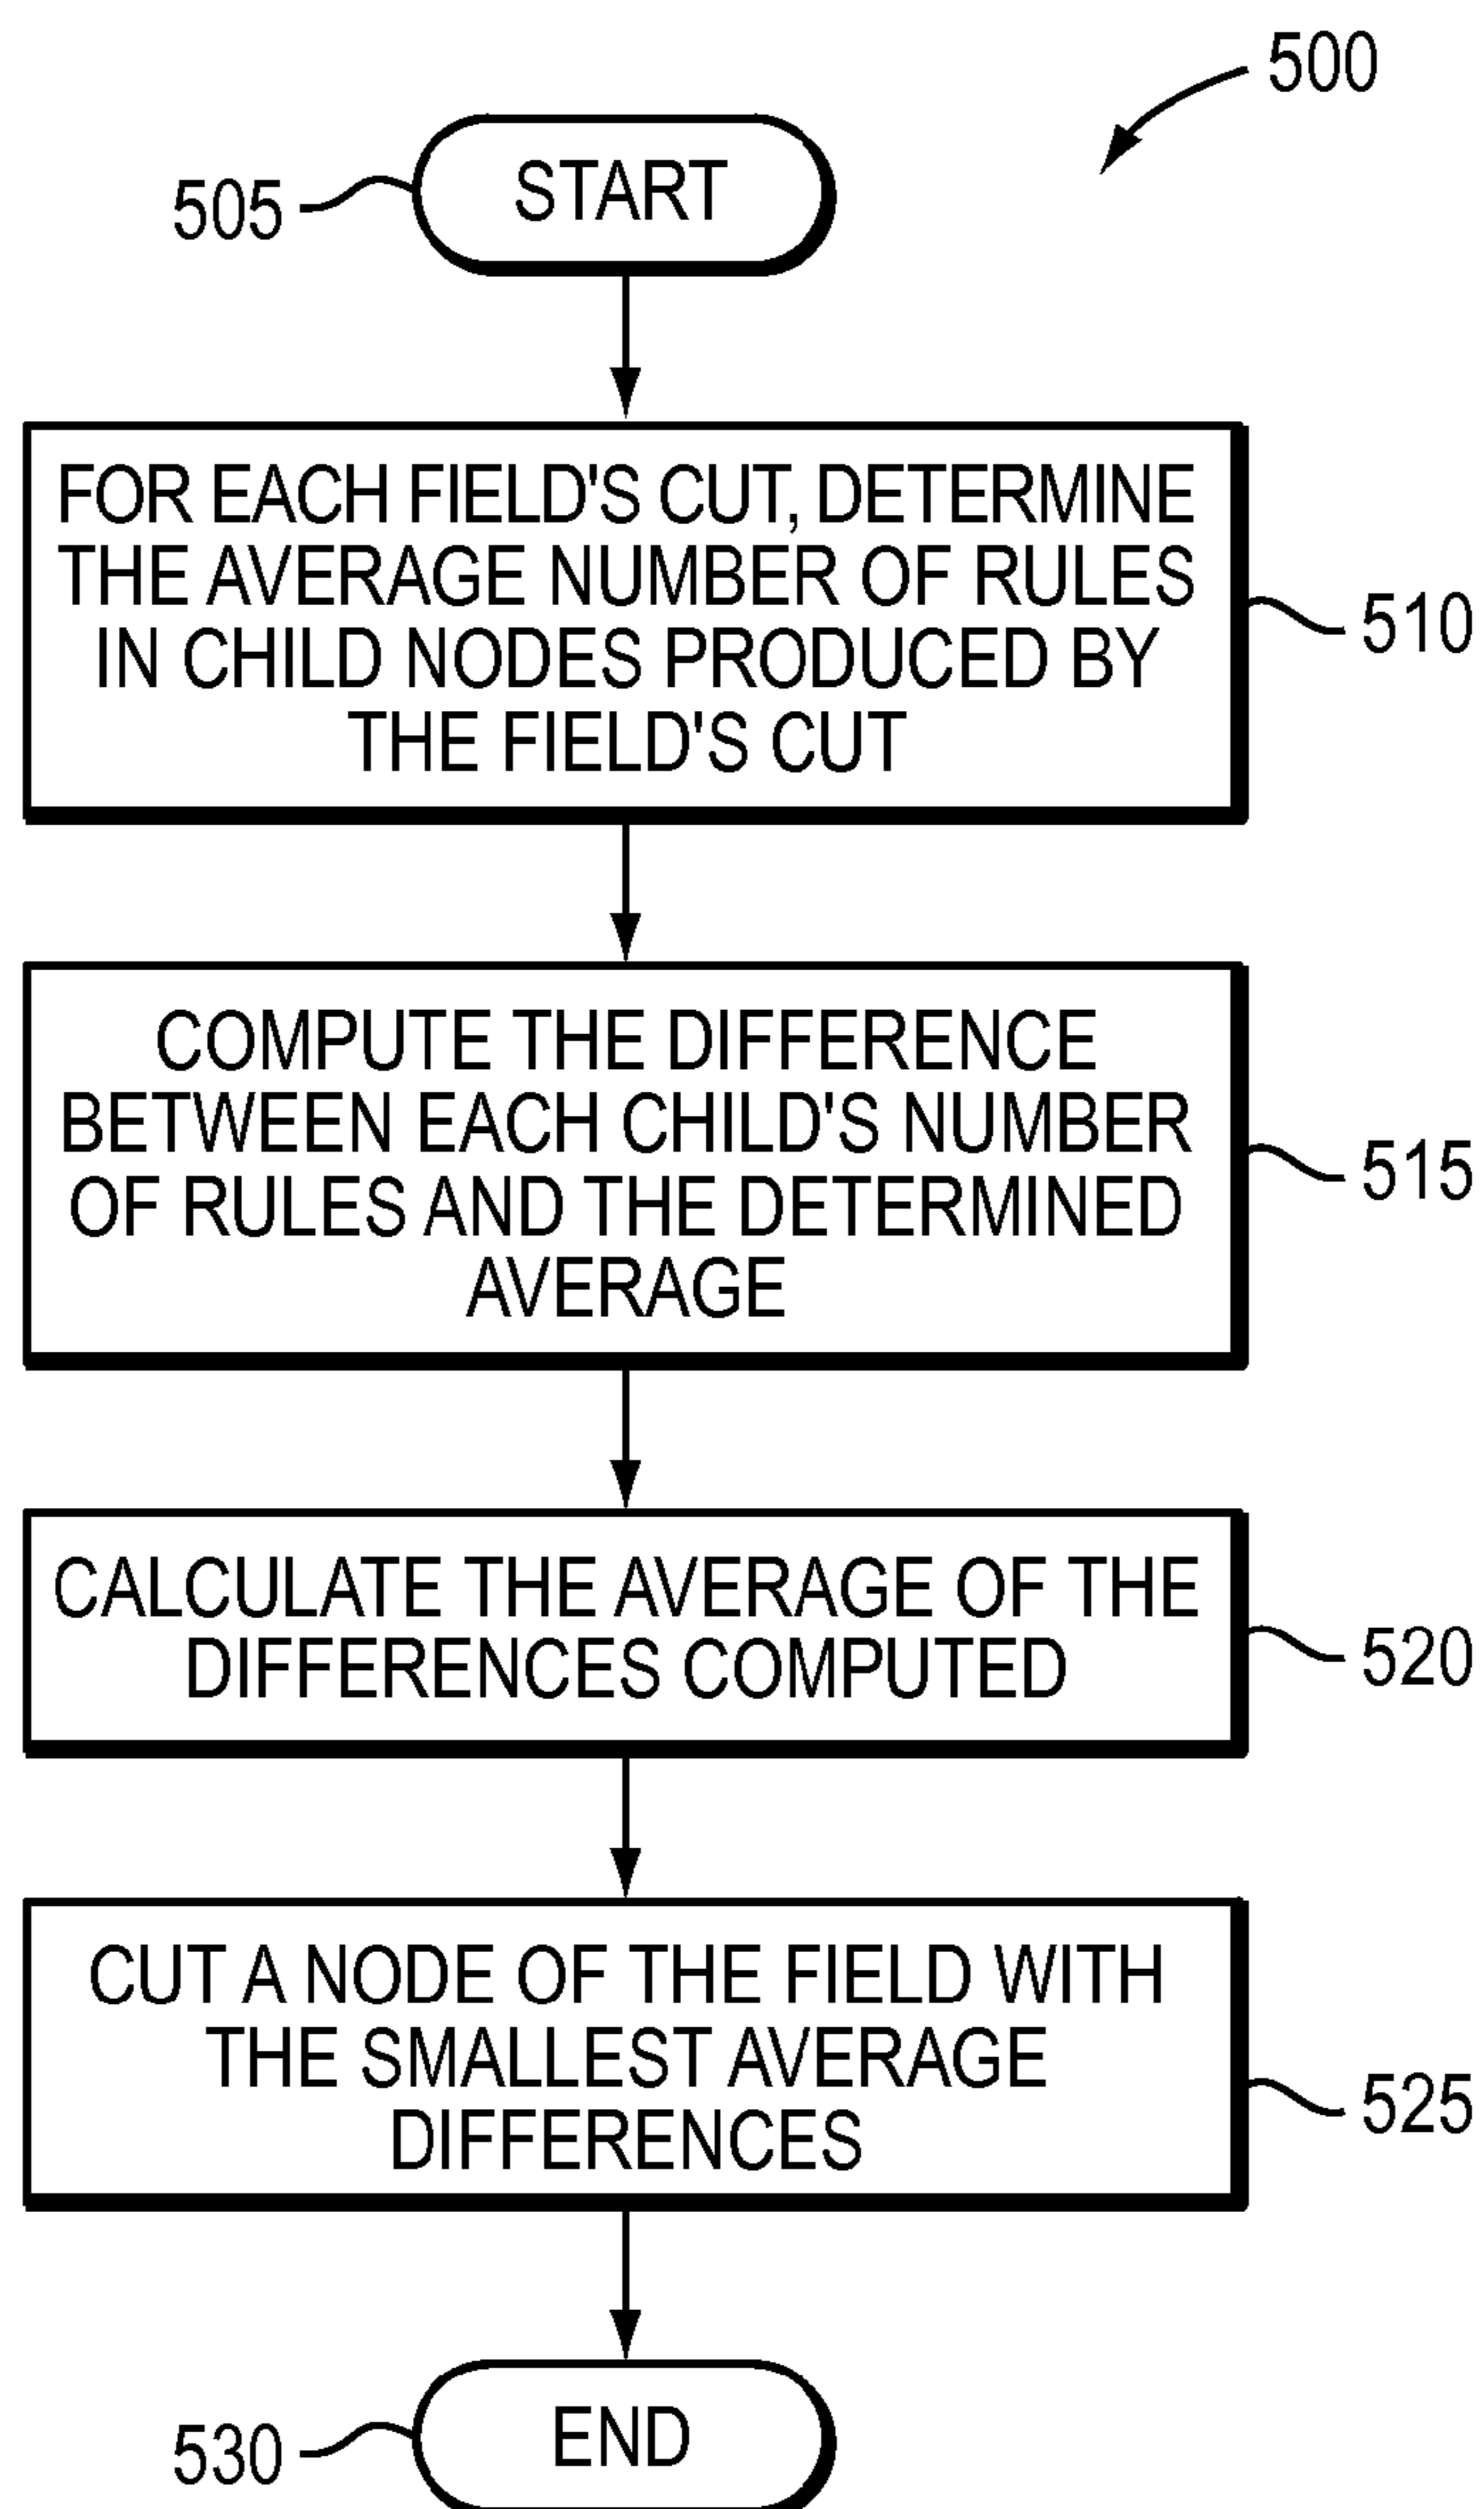 500
505
START
FOR EACH FIELD'S CUT, DETERMINE
THE AVERAGE NUMBER OF RULES
IN CHILD NODES PRODUCED BY
THE FIELD'S CUT
510
COMPUTE THE DIFFERENCE
BETWEEN EACH CHILD'S NUMBER
OF RULES AND THE DETERMINED
AVERAGE
515
CALCULATE THE AVERAGE OF THE
DIFFERENCES COMPUTED
520
CUT A NODE OF THE FIELD WITH
THE SMALLEST AVERAGE
DIFFERENCES
525
530
END